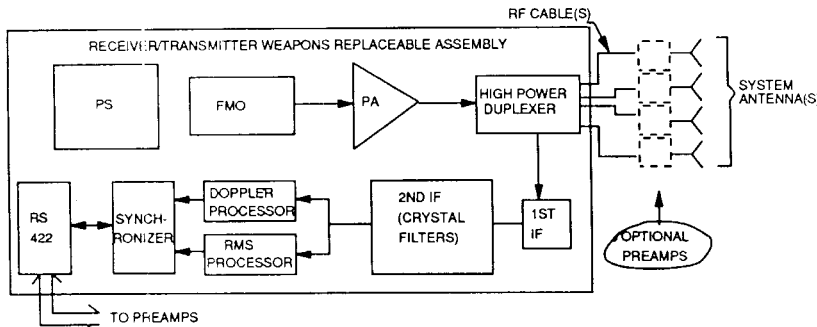 RF CABLE(S)
RECEIVER/TRANSMITTER WEAPONS REPLACEABLE ASSEMBLY
PS
FMO
PA
HIGH POWER
DUPLEXER
SYSTEM
ANTENNA(S)
RS
422
SYNCH-
RONIZER
DOPPLER
PROCESSOR
RMS
PROCESSOR
2ND IF
(CRYSTAL
FILTERS)
1ST
IF
OPTIONAL
PREAMPS
TO PREAMPS